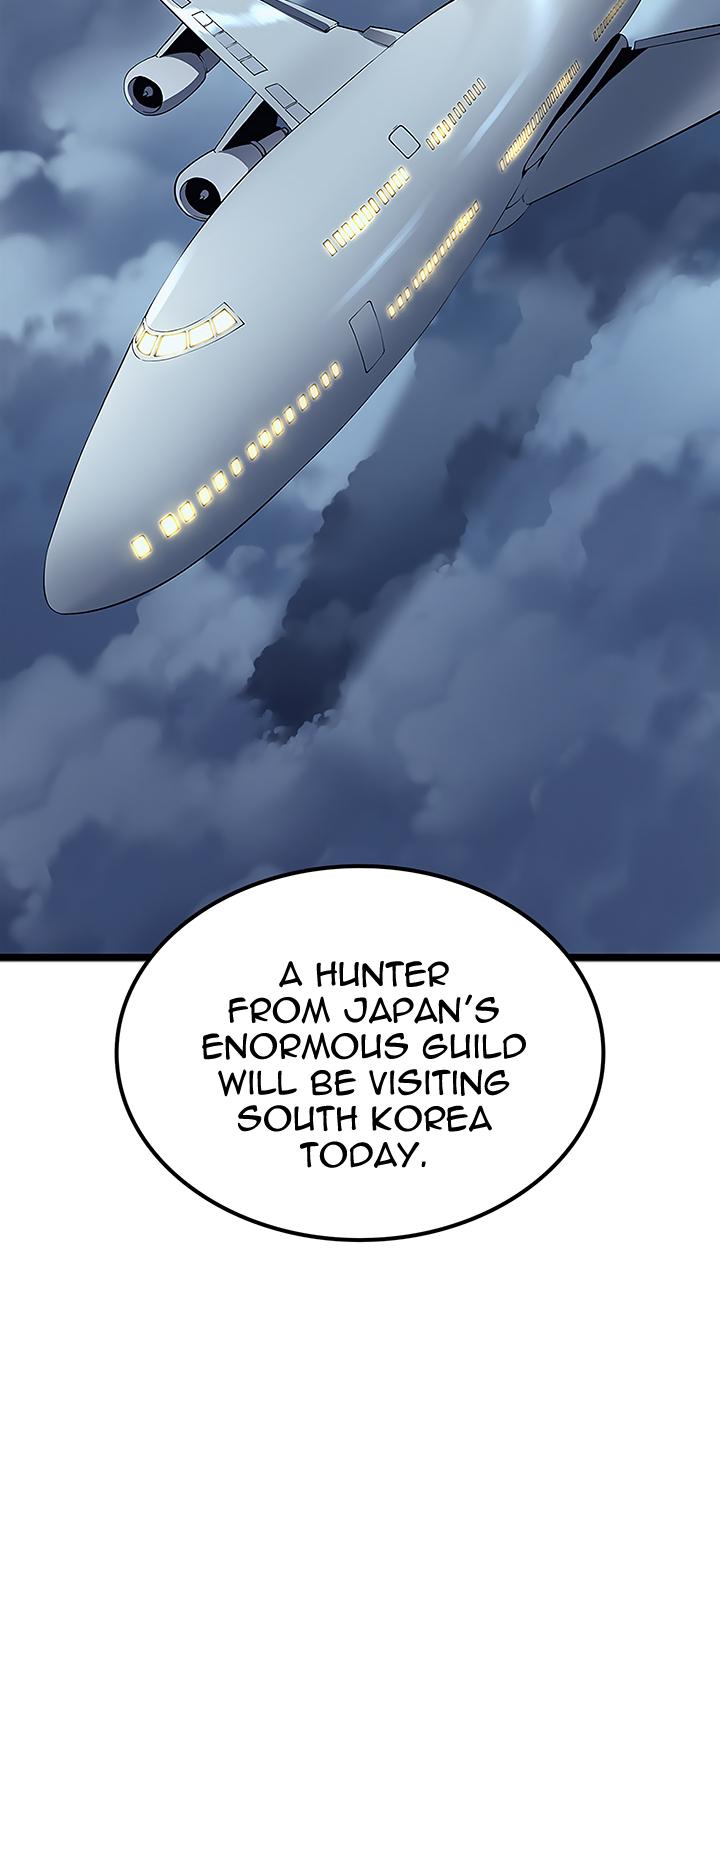 A HUNTER
FROM JAPAN'S
ENORMOUS GUILD
WILL BE VISITING
SOUTH KOREA
TODAY.